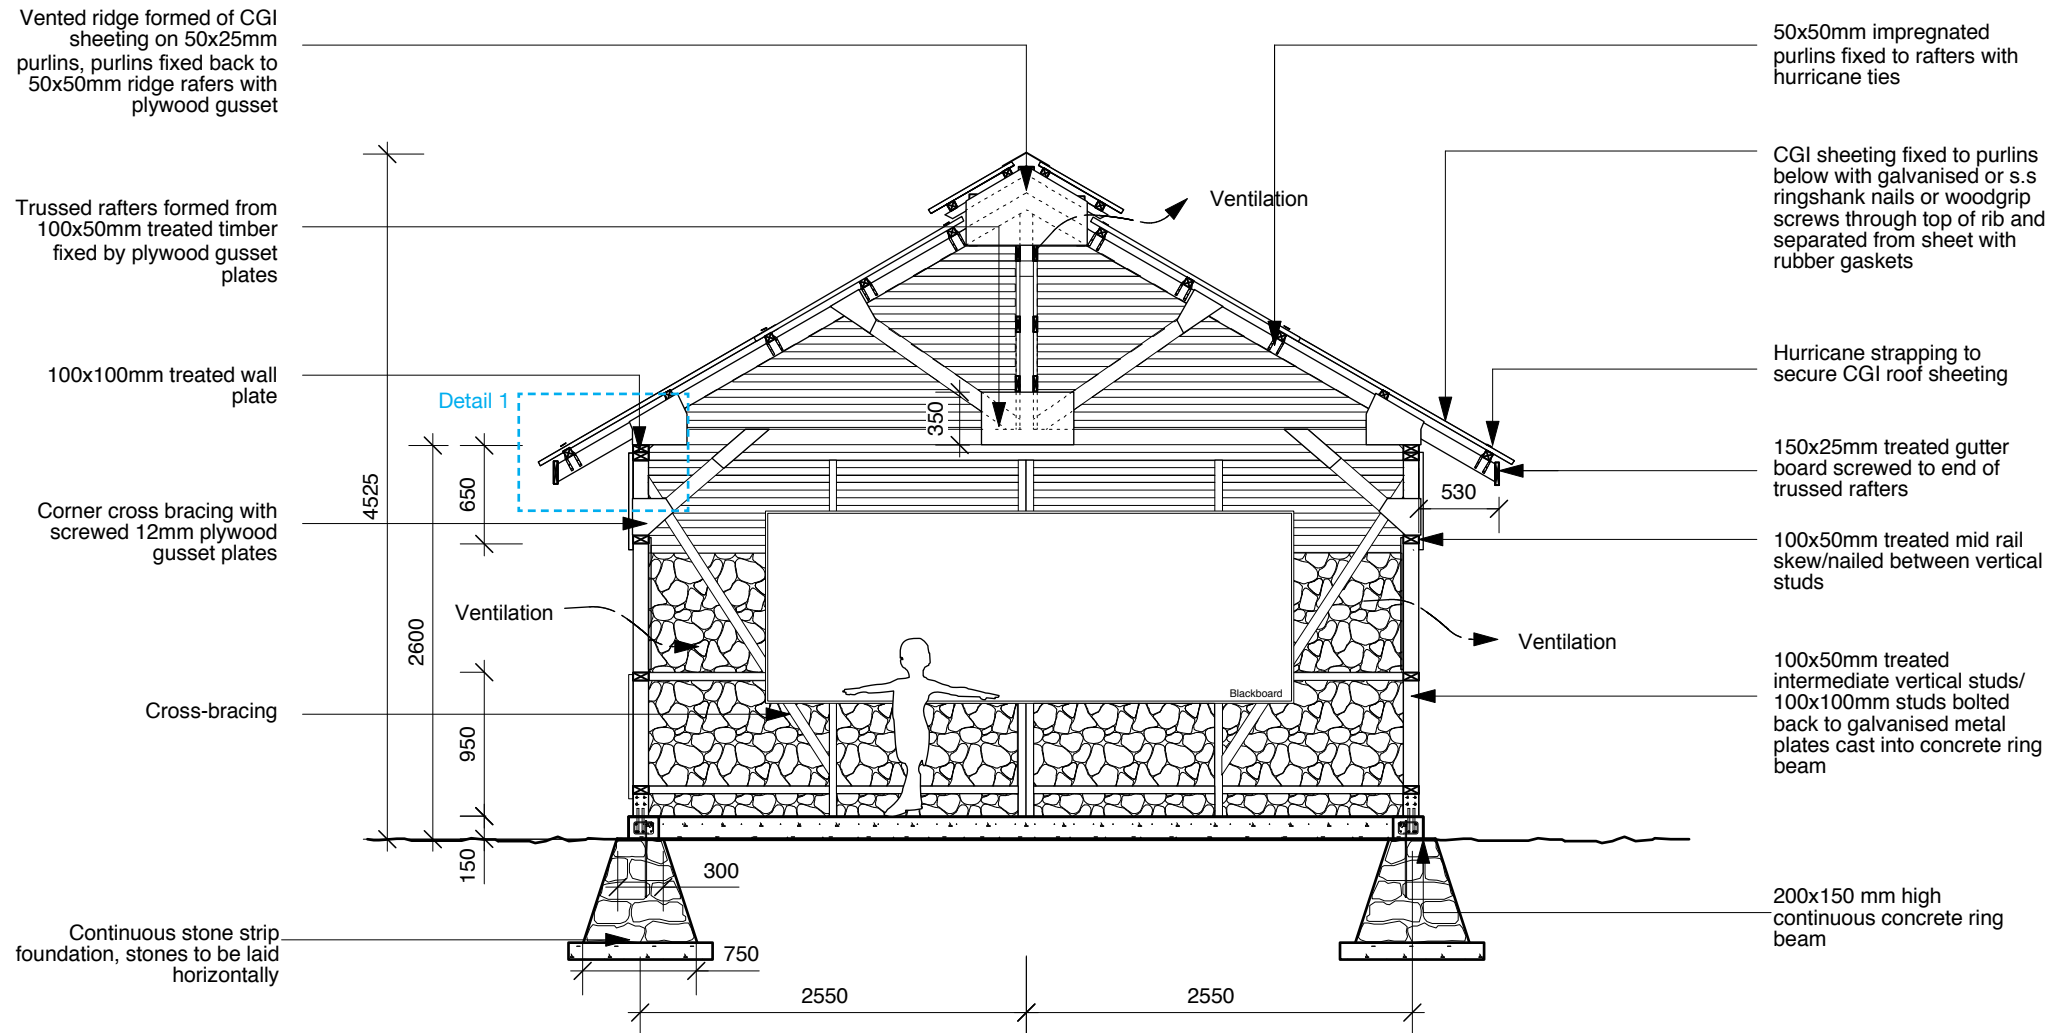 Vented ridge formed of CGI
sheeting on 50x25mm
purlins, purlins fixed back to
50x50mm ridge rafers with
plywood gusset
Trussed rafters formed from
100x50mm treated timber
fixed by plywood gusset
plates
100x100mm treated wall
plate
Corner cross bracing with
screwed 12mm plywood
gusset plates
Cross-bracing
Continuous stone strip
foundation, stones to be laid
horizontally
4525
2600
650
950
150
Detail 1
Ventilation
Ventilation
350
Blackboard
300
750
2550
2550
530
Ventilation
50x50mm impregnated
purlins fixed to rafters with
hurricane ties
CGI sheeting fixed to purlins
below with galvanised or s.s
ringshank nails or woodgrip
screws through top of rib and
separated from sheet with
rubber gaskets
Hurricane strapping to
secure CGI roof sheeting
150x25mm treated gutter
board screwed to end of
trussed rafters
100x50mm treated mid rail
skew/nailed between vertical
studs
100x50mm treated
intermediate vertical studs/
100x100mm studs bolted
back to galvanised metal
plates cast into concrete ring
beam
200x150 mm high
continuous concrete ring
beam